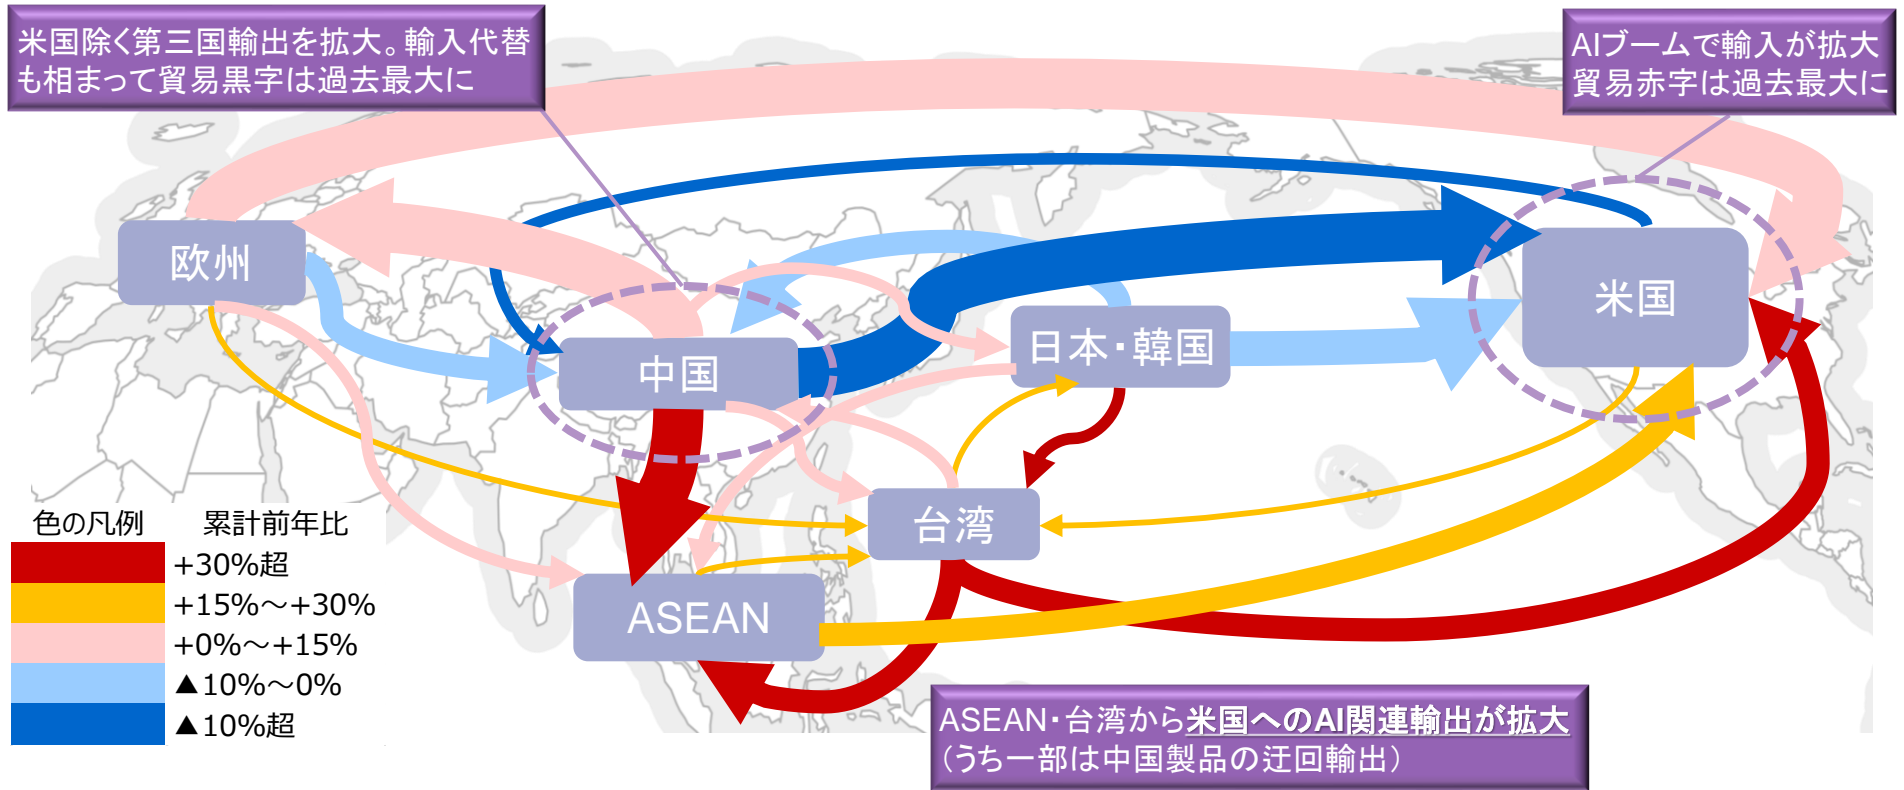 米国除く第三国輸出を拡大。輸入代替
も相まって貿易黒字は過去最大に
AIブームで輸入が拡大
貿易赤字は過去最大に
欧州
米国
日本・韓国
中国
台湾
ASEAN
色の凡例 累計前年比
+30%超
+15%～+30%
+0%～+15%
▲10%～0%
▲10%超
ASEAN・台湾から米国へのAI関連輸出が拡大
（うち一部は中国製品の迂回輸出）